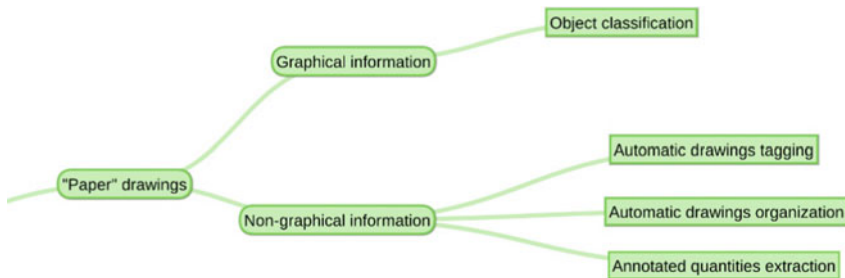 Object classification
Graphical information
Automatic drawings tagging
"Paper" drawings
Automatic drawings organization
Non-graphical information
Annotated quantities extraction